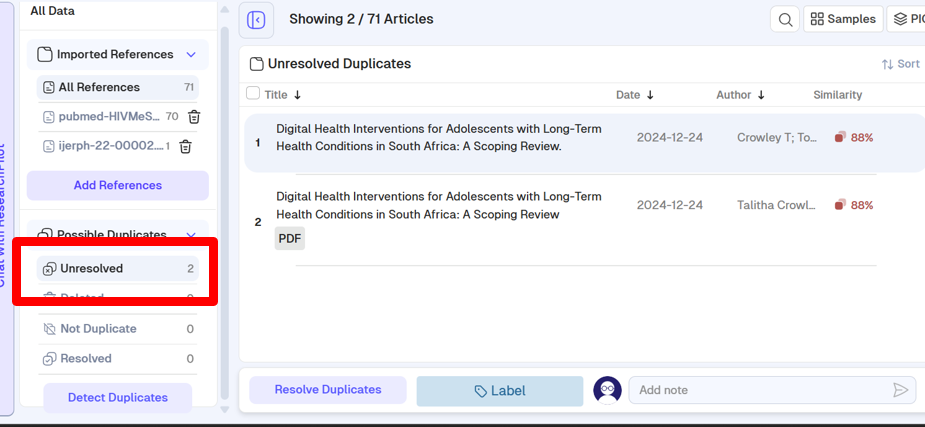 All Data
Imported References
All References 71
pubmed-HIVMeS... 70
ijerph-22-00002.... 1
Add References
Possible Duplicates
Unresolved 2
Deleted 0
Not Duplicate 0
Resolved 0
Detect Duplicates
Chat with ResearchPilot
Showing 2 / 71 Articles
Samples
Unresolved Duplicates
Sort
Title Date Author Similarity
1
Digital Health Interventions for Adolescents with Long-Term
Health Conditions in South Africa: A Scoping Review.
2024-12-24 Crowley T; To... 88%
2
Digital Health Interventions for Adolescents with Long-Term
Health Conditions in South Africa: A Scoping Review
2024-12-24 Talitha Crowl... 88%
PDF
Resolve Duplicates
Label
Add note